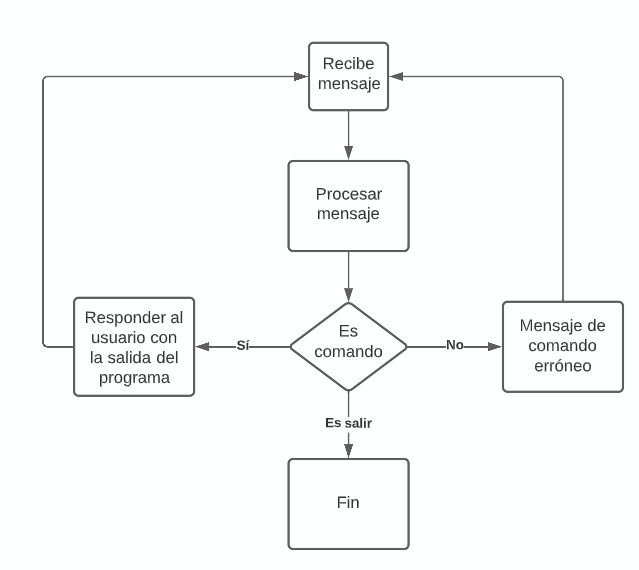 Recibe
mensaje
Procesar
mensaje
Es
comando
Sí
Responder al
usuario con
la salida del
programa
No
Mensaje de
comando
erróneo
Es salir
Fin